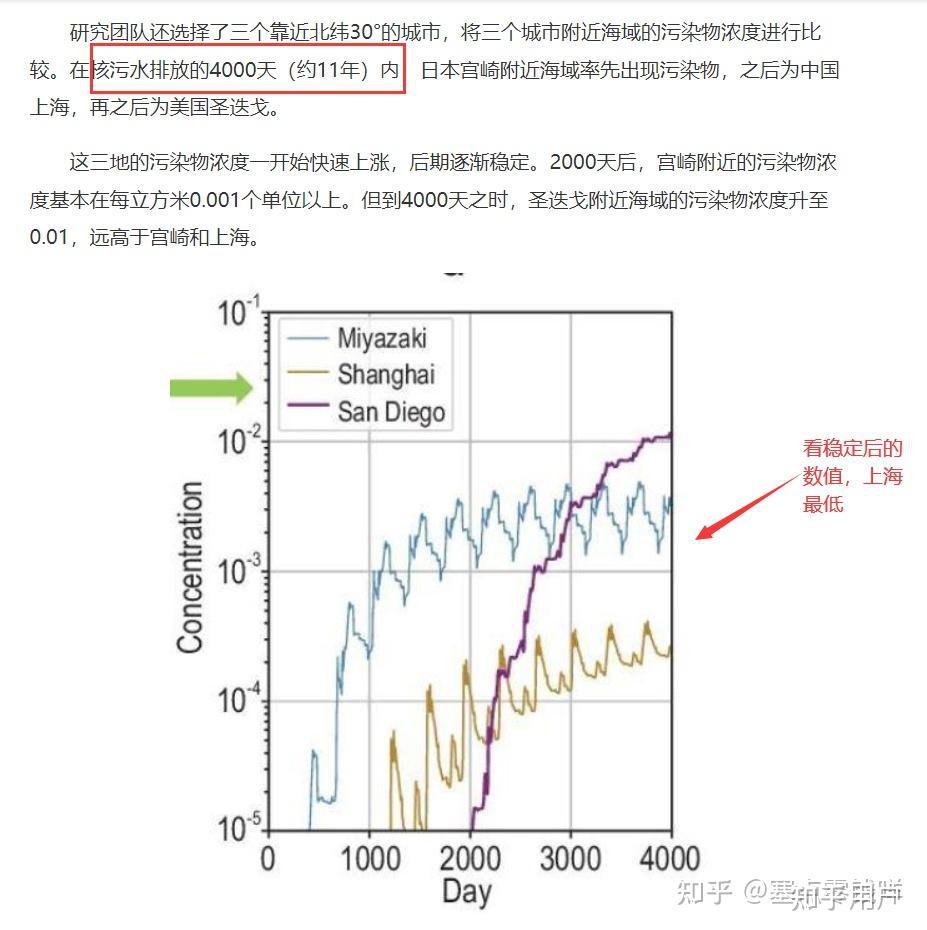 研究团队还选择了三个靠近北纬30°的城市，将三个城市附近海域的污染物浓度进行比
较。在核污水排放的4000天（约11年）内 日本宫崎附近海域率先出现污染物，之后为中国
上海，再之后为美国圣迭戈。
这三地的污染物浓度一开始快速上涨，后期逐渐稳定。2000天后，宫崎附近的污染物浓
度基本在每立方米0.001个单位以上。但到4000天之时，圣迭戈附近海域的污染物浓度升至
0.01，远高于宫崎和上海。
10-1
Miyazaki
Shanghai
San Diego
10-2
看稳定后的
数值，上海
最低
Concentration
10-3
10-4
10-5
0 1000 2000 3000 4000
Day
知乎
知乎用户